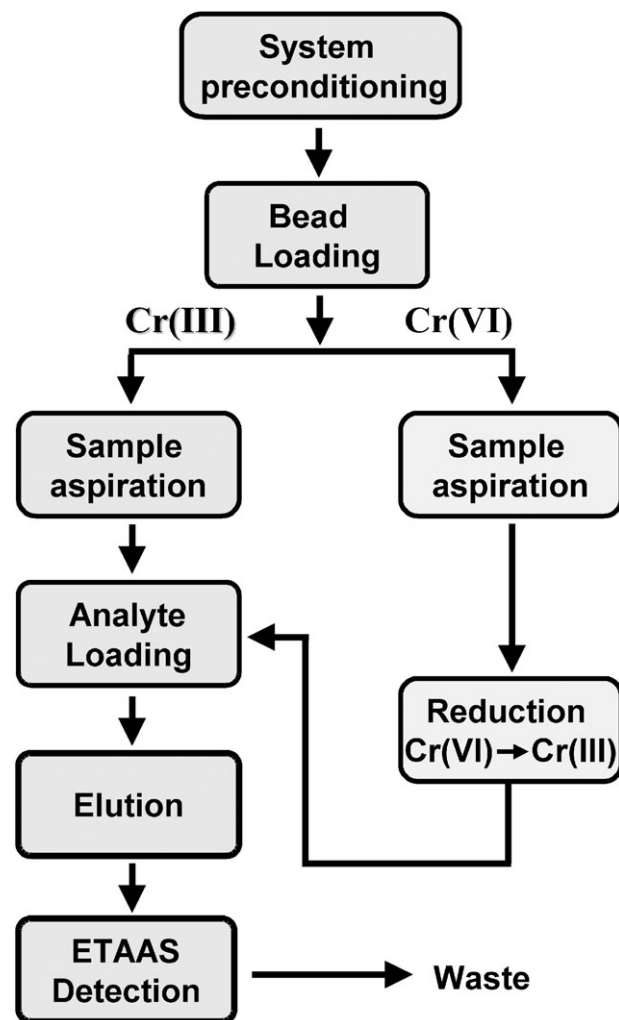 System
preconditioning
Bead
Loading
Cr(III)
Cr(VI)
Sample
aspiration
Sample
aspiration
Analyte
Loading
Reduction
Cr(VI)→Cr(III)
Elution
ETAAS
Detection
Waste